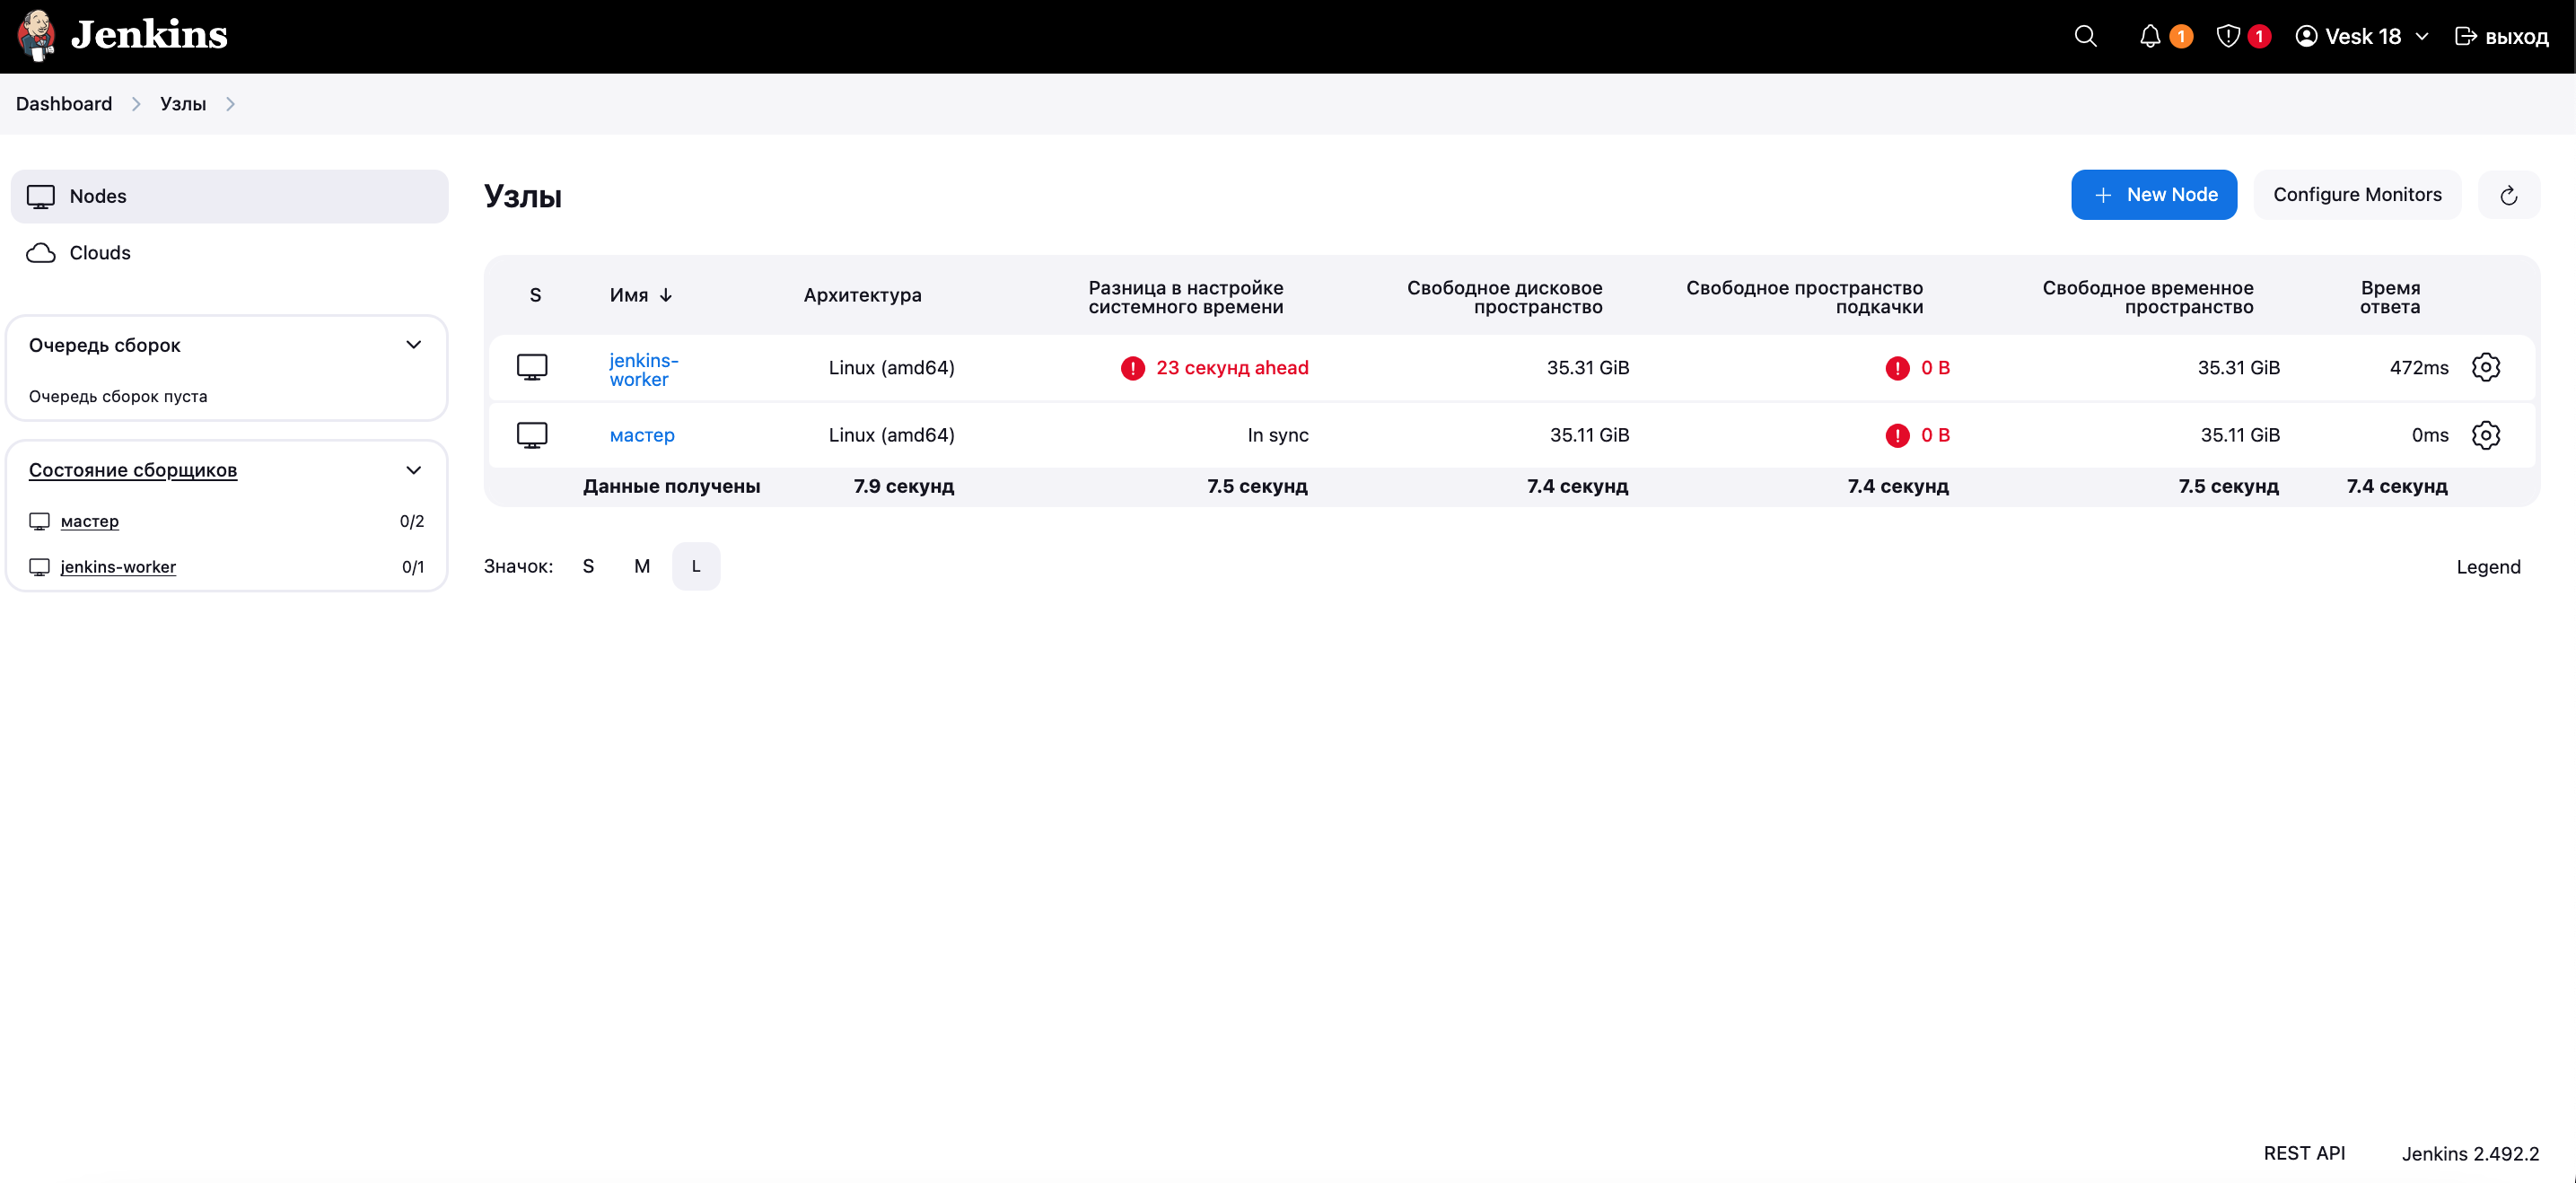 Jenkins
1
1
Vesk 18
выход
Dashboard
Узлы
Nodes
Clouds
Очередь сборок
Очередь сборок пуста
Состояние сборщиков
мастер 0/2
jenkins-worker 0/1
Узлы
New Node
Configure Monitors
S
Имя ↓
Архитектура
Разница в настройке
системного времени
Свободное дисковое
пространство
Свободное пространство
подкачки
Свободное временное
пространство
Время
ответа
jenkins-
worker
Linux (amd64)
23 секунд ahead
35.31 GiB
0 B
35.31 GiB
472ms
мастер
Linux (amd64)
In sync
35.11 GiB
0 B
35.11 GiB
0ms
Данные получены
7.9 секунд
7.5 секунд
7.4 секунд
7.4 секунд
7.5 секунд
7.4 секунд
Значок: S M L
Legend
REST API
Jenkins 2.492.2